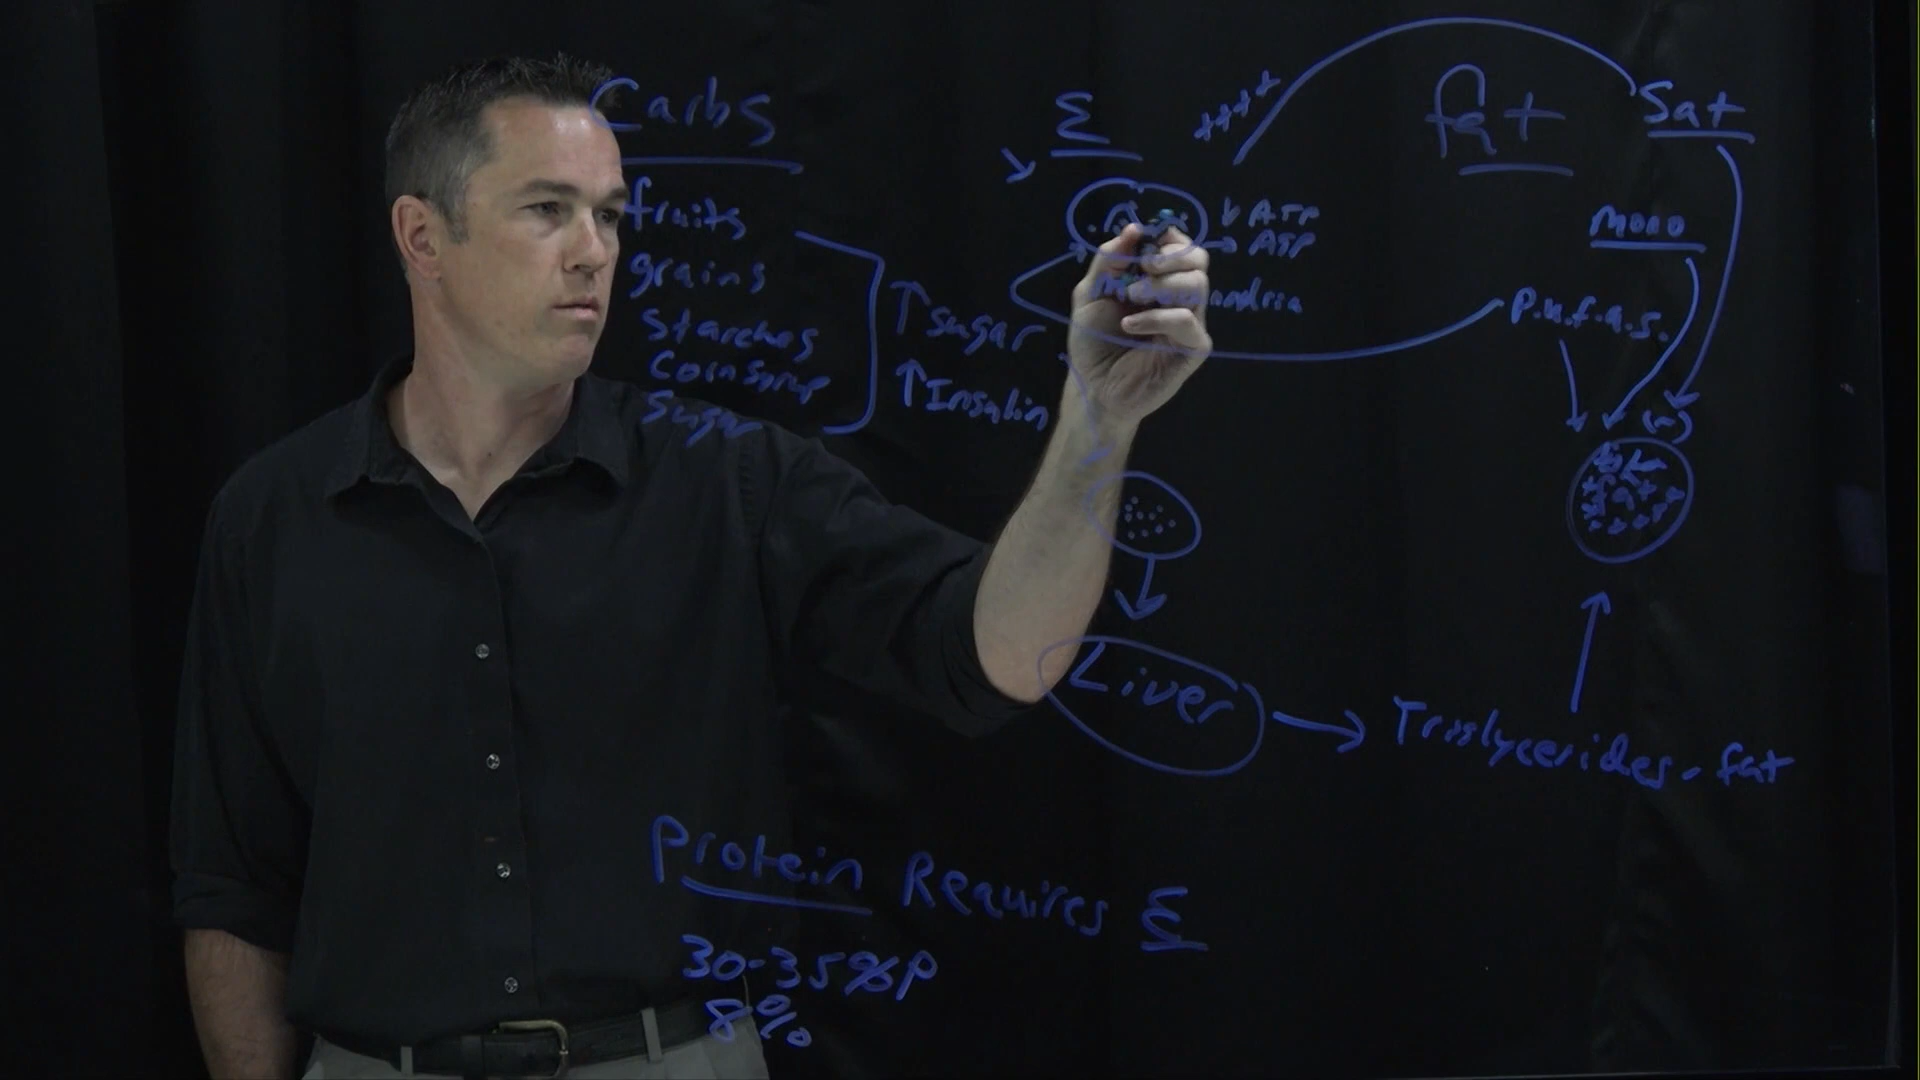 Carbs
fruits
grains
Starches
Corn Syrup
Sugar
↑ sugar
↑ Insulin
Σ
++++
↓ ATP
→ ATP
fat
Sat
Mono
p.u.f.a.s.
(-)
fat
Liver
Triglycerides - fat
Protein Requires Σ
30-35% p
8%